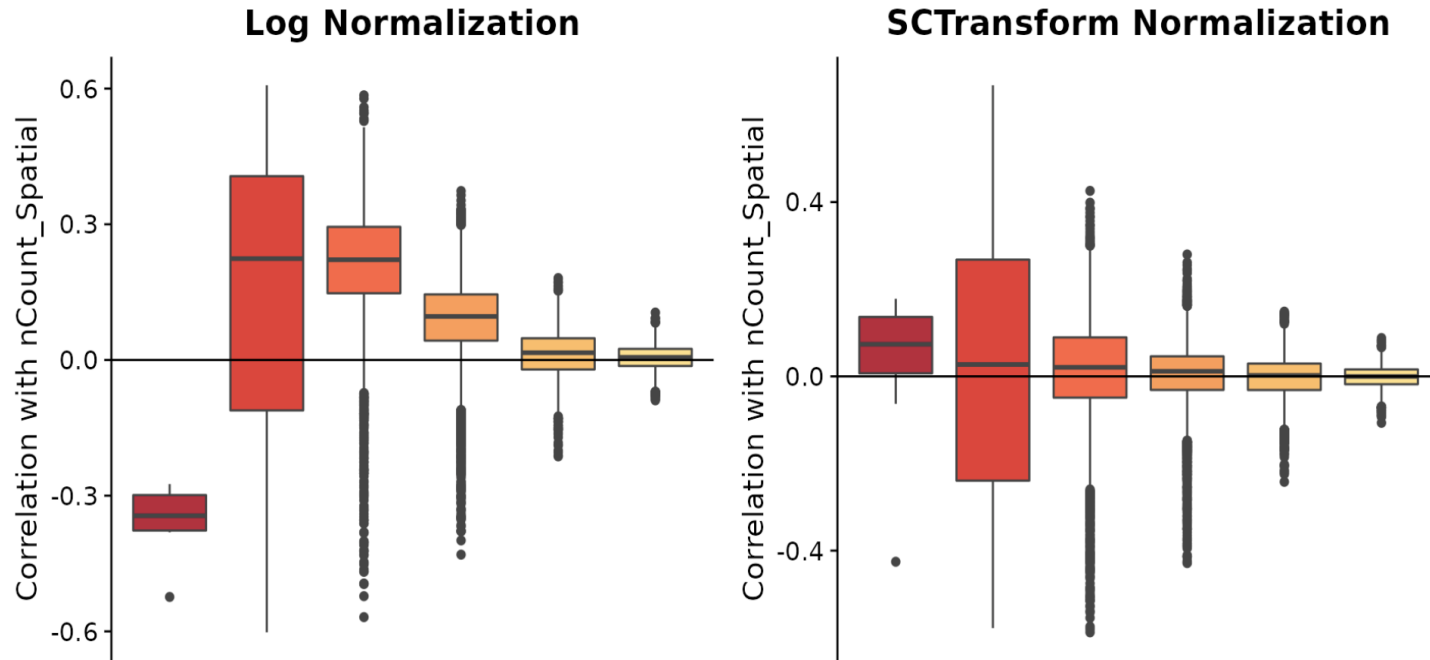 Log Normalization
Correlation with nCount_Spatial
0.6
0.3
0.0
-0.3
-0.6
SCTransform Normalization
Correlation with nCount_Spatial
0.4
0.0
-0.4